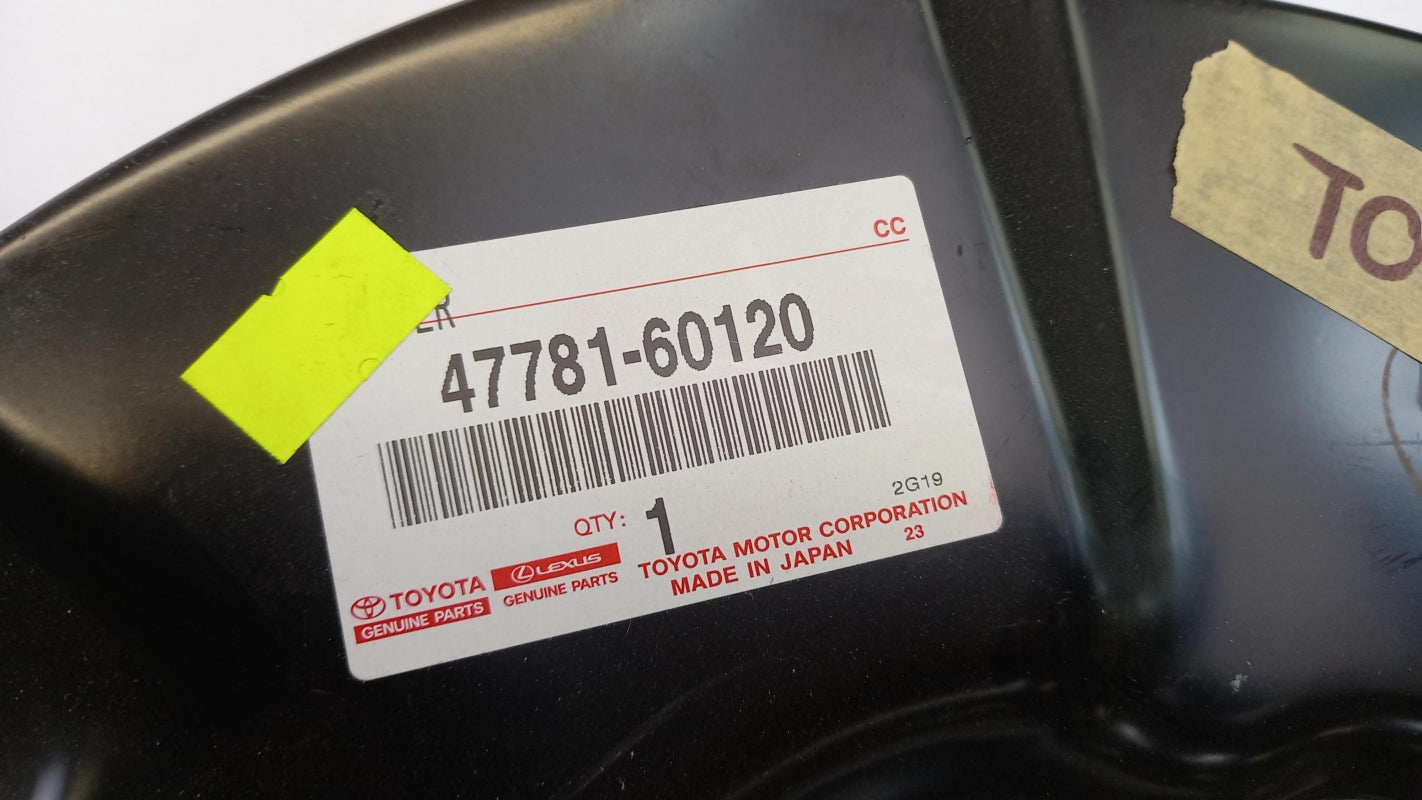 CC
ER
47781-60120
2G19
QTY: 1
TOYOTA MOTOR CORPORATION
MADE IN JAPAN 23
TOYOTA
GENUINE PARTS
LEXUS
GENUINE PARTS
TO